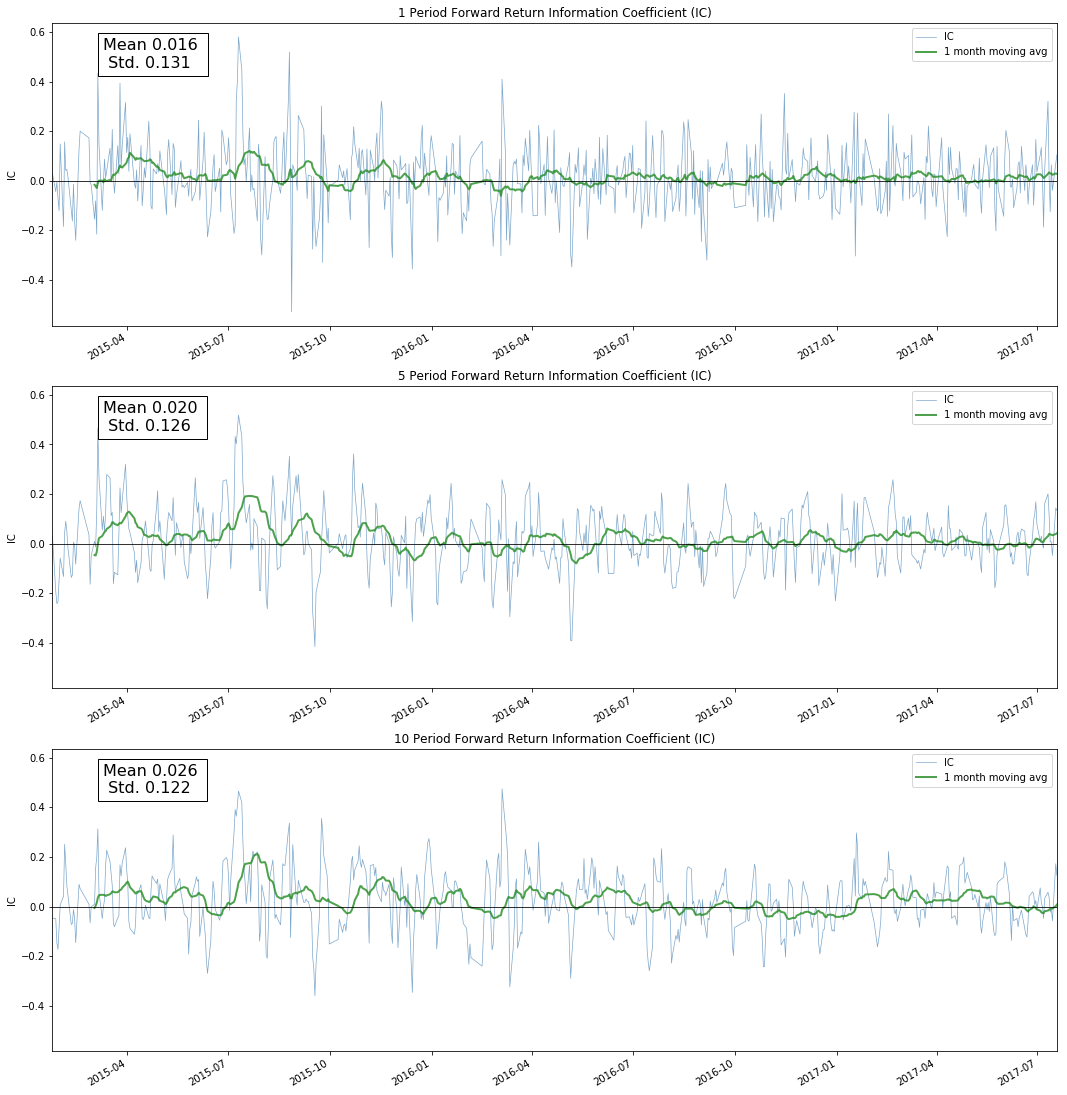 1 Period Forward Return Information Coefficient (IC)
Mean 0.016
Std. 0.131
IC
1 month moving avg
0.6
0.4
0.2
0.0
−0.2
−0.4
IC
2015-04
2015-07
2015-10
2016-01
2016-04
2016-07
2016-10
2017-01
2017-04
2017-07
5 Period Forward Return Information Coefficient (IC)
Mean 0.020
Std. 0.126
IC
1 month moving avg
0.6
0.4
0.2
0.0
−0.2
−0.4
IC
2015-04
2015-07
2015-10
2016-01
2016-04
2016-07
2016-10
2017-01
2017-04
2017-07
10 Period Forward Return Information Coefficient (IC)
Mean 0.026
Std. 0.122
IC
1 month moving avg
0.6
0.4
0.2
0.0
−0.2
−0.4
IC
2015-04
2015-07
2015-10
2016-01
2016-04
2016-07
2016-10
2017-01
2017-04
2017-07